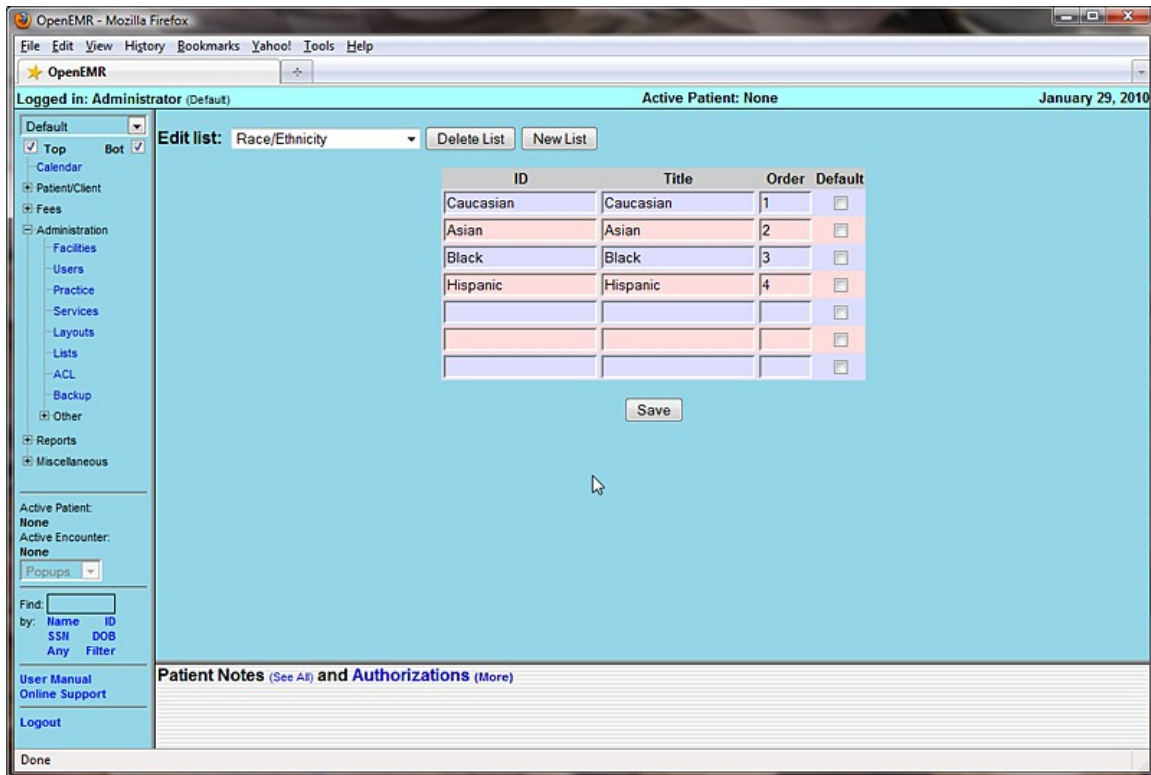 OpenEMR - Mozilla Firefox
File Edit View History Bookmarks Yahoo! Tools Help
OpenEMR
Logged in: Administrator (Default) Active Patient: None January 29, 2010
Default
Top Bot
Calendar
Patient/Client
Fees
Administration
Facilities
Users
Practice
Services
Layouts
Lists
ACL
Backup
Other
Reports
Miscellaneous
Active Patient:
None
Active Encounter:
None
Popups
Find:
by: Name ID
SSN DOB
Any Filter
User Manual
Online Support
Logout
Edit list: Race/Ethnicity Delete List New List
ID Title Order Default
Caucasian Caucasian 1
Asian Asian 2
Black Black 3
Hispanic Hispanic 4
Save
Patient Notes (See All) and Authorizations (More)
Done